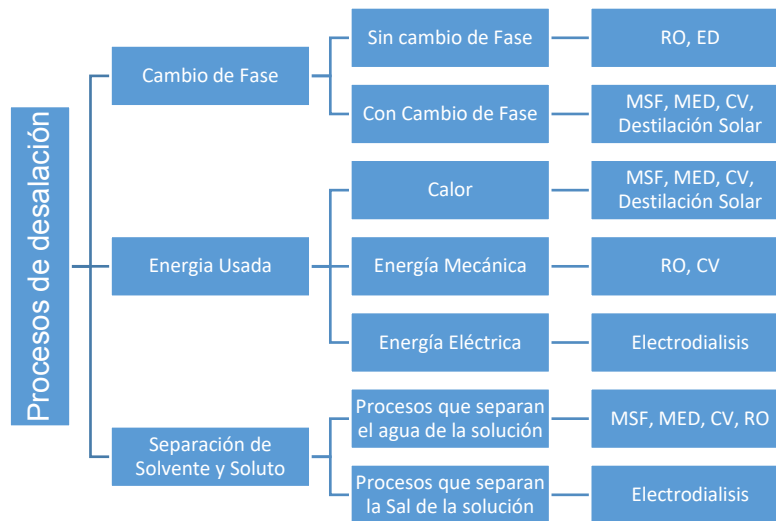 Procesos de desalación
Cambio de Fase
Sin cambio de Fase
RO, ED
Con Cambio de Fase
MSF, MED, CV,
Destilación Solar
Energia Usada
Calor
MSF, MED, CV,
Destilación Solar
Energía Mecánica
RO, CV
Energía Eléctrica
Electrodialisis
Separación de
Solvente y Soluto
Procesos que separan
el agua de la solución
MSF, MED, CV, RO
Procesos que separan
la Sal de la solución
Electrodialisis